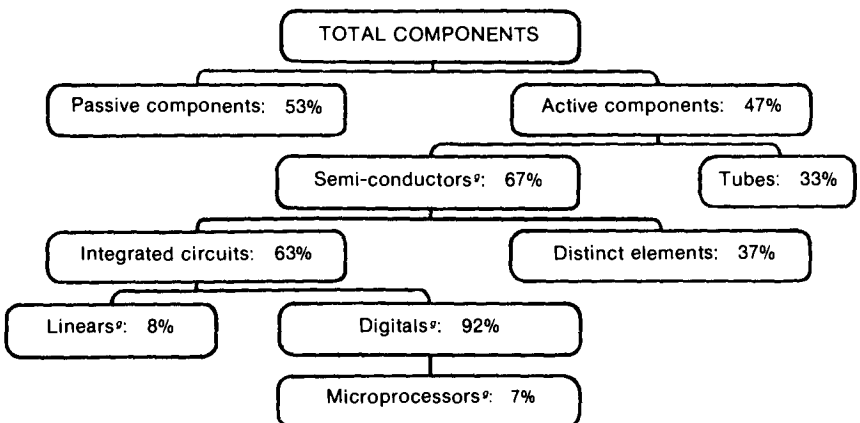 TOTAL COMPONENTS
Passive components: 53%
Active components: 47%
Semi-conductorsᵍ: 67%
Tubes: 33%
Integrated circuits: 63%
Distinct elements: 37%
Linearsᵍ: 8%
Digitalsᵍ: 92%
Microprocessorsᵍ: 7%